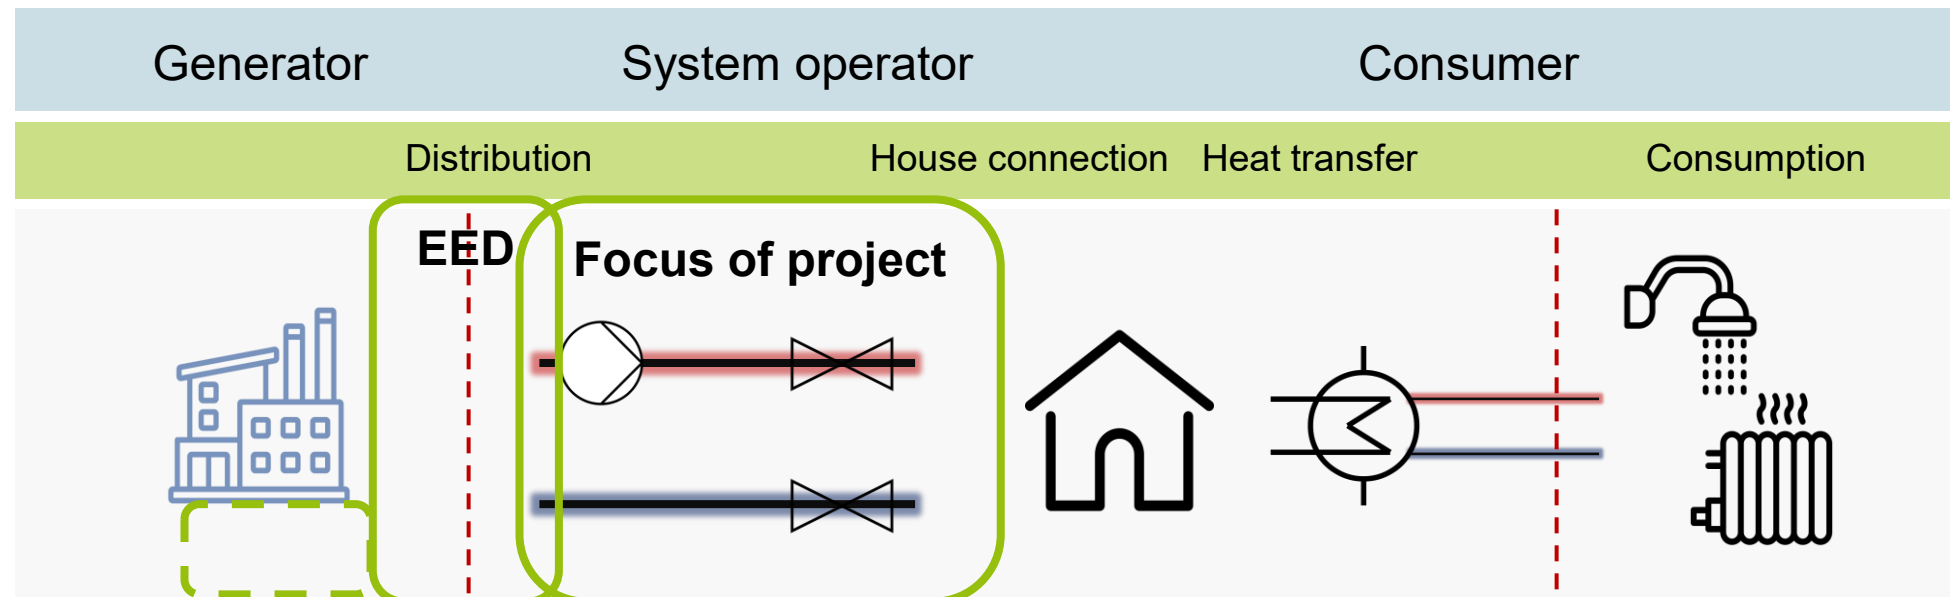 Generator System operator Consumer
Distribution House connection Heat transfer Consumption
EED
Focus of project